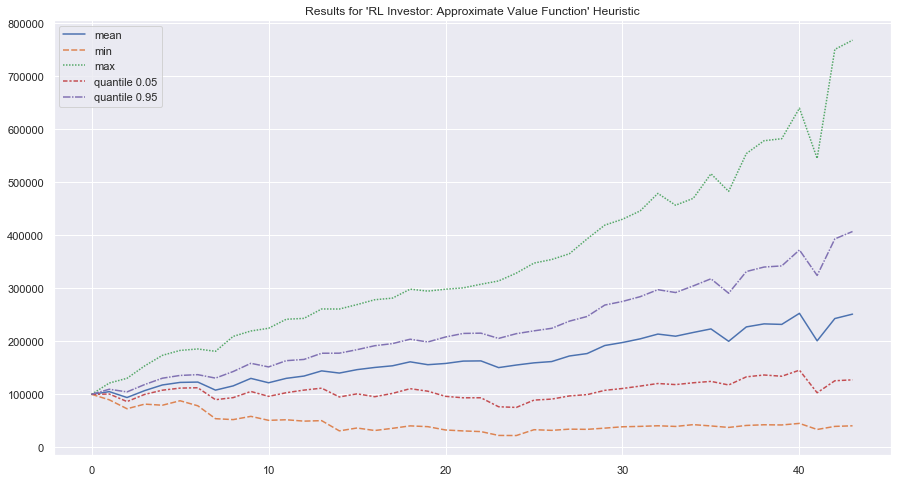 Results for 'RL Investor: Approximate Value Function' Heuristic
800000
700000
600000
500000
400000
300000
200000
100000
0
mean
min
max
quantile 0.05
quantile 0.95
0
10
20
30
40